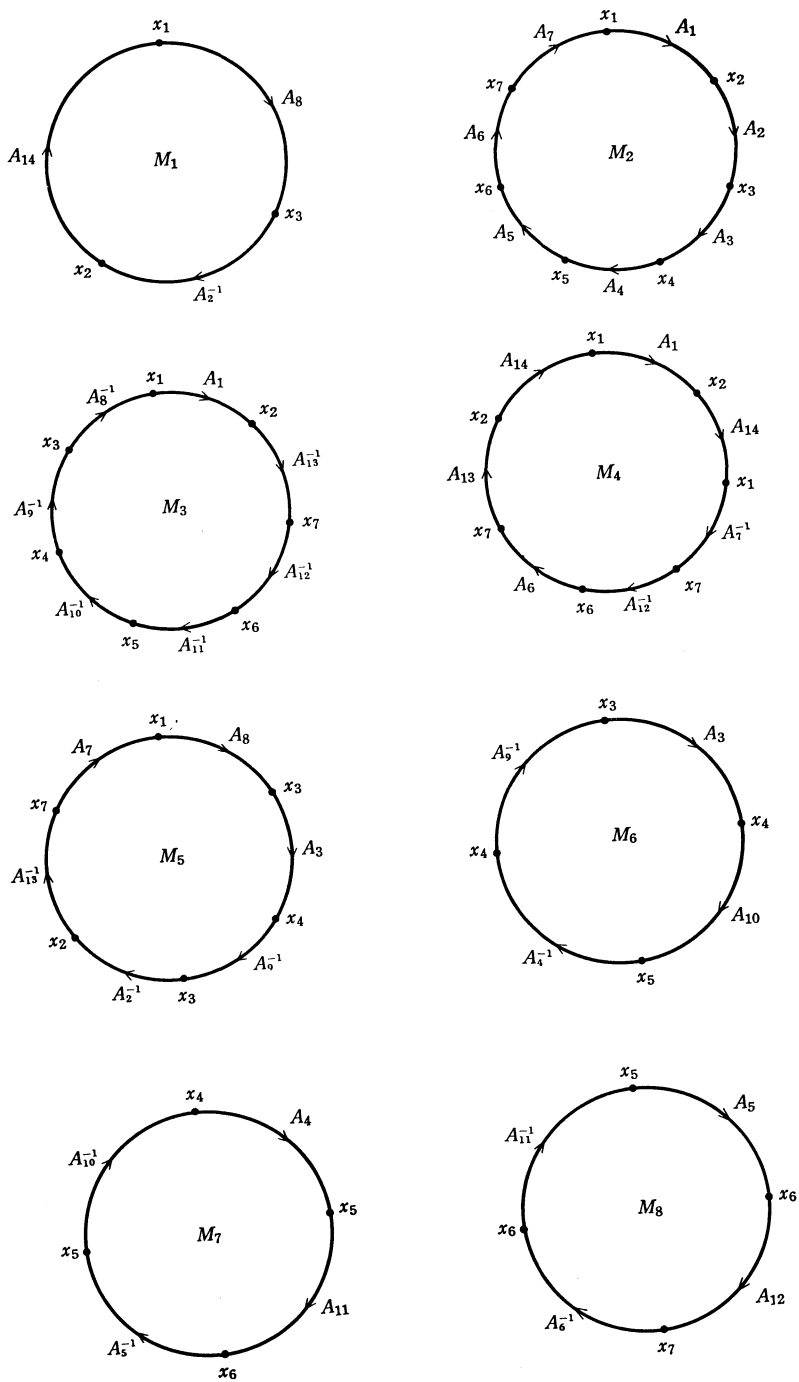 x₁
A₈
x₃
A₂⁻¹
x₂
A₁₄
M₁
x₁
A₁
x₂
A₂
x₃
A₃
x₄
A₄
x₅
A₅
x₆
A₆
x₇
A₇
M₂
x₁
A₁
x₂
A₁₃⁻¹
x₇
A₁₂⁻¹
x₆
A₁₁⁻¹
x₅
A₁₀⁻¹
x₄
A₉⁻¹
x₃
A₈⁻¹
M₃
x₁
A₁
x₂
A₁₄
x₁
A₇⁻¹
x₇
A₁₂⁻¹
x₆
A₆
x₇
A₁₃
x₂
A₁₄
M₄
x₁
A₈
x₃
A₃
x₄
A₉⁻¹
x₃
A₂⁻¹
x₂
A₁₃⁻¹
x₇
A₇
M₅
x₃
A₃
x₄
A₁₀
x₅
A₄⁻¹
x₄
A₉⁻¹
M₆
x₄
A₄
x₅
A₁₁
x₆
A₅⁻¹
x₅
A₁₀⁻¹
M₇
x₅
A₅
x₆
A₁₂
x₇
A₆⁻¹
x₆
A₁₁⁻¹
M₈